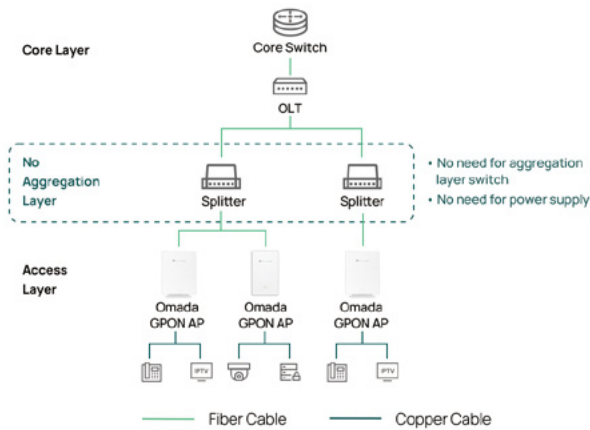 Core Layer
Core Switch
OLT
No
Aggregation
Layer
Splitter
Splitter
• No need for aggregation
layer switch
• No need for power supply
Access
Layer
Omada
GPON AP
Omada
GPON AP
Omada
GPON AP
IPTV
IPTV
Fiber Cable
Copper Cable